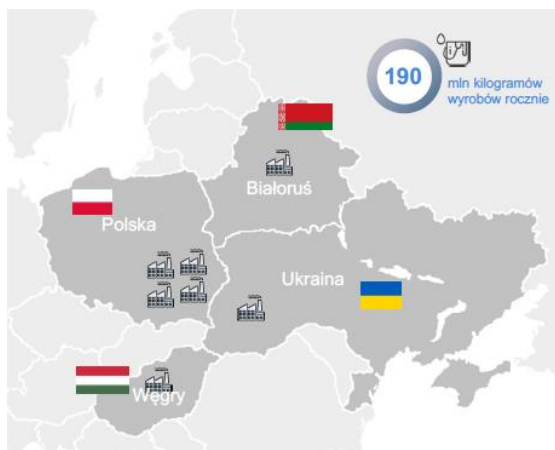 190
mln kilogramów
wyrobów rocznie
Białoruś
Polska
Ukraina
Węgry